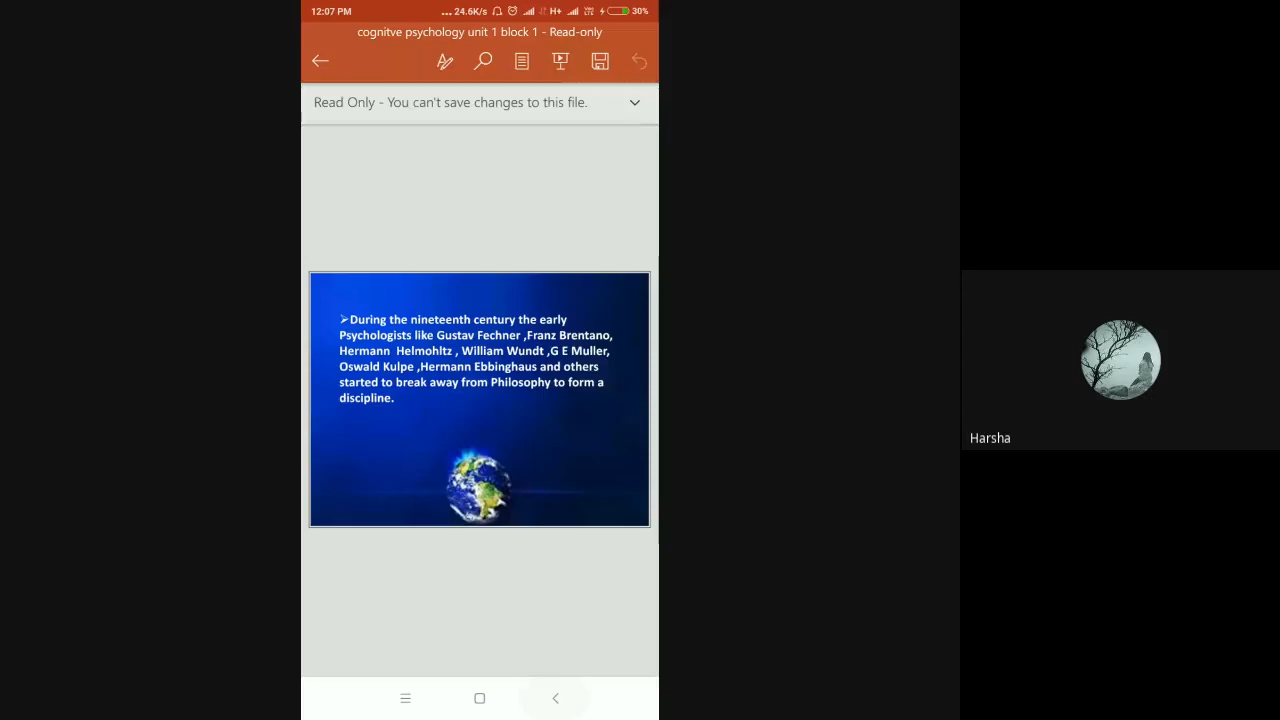 12:07 PM
... 24.6K/s H+ 30%
cognitve psychology unit 1 block 1 - Read-only
Read Only - You can't save changes to this file.
➢During the nineteenth century the early
Psychologists like Gustav Fechner ,Franz Brentano,
Hermann Helmohltz , William Wundt ,G E Muller,
Oswald Kulpe ,Hermann Ebbinghaus and others
started to break away from Philosophy to form a
discipline.
Harsha